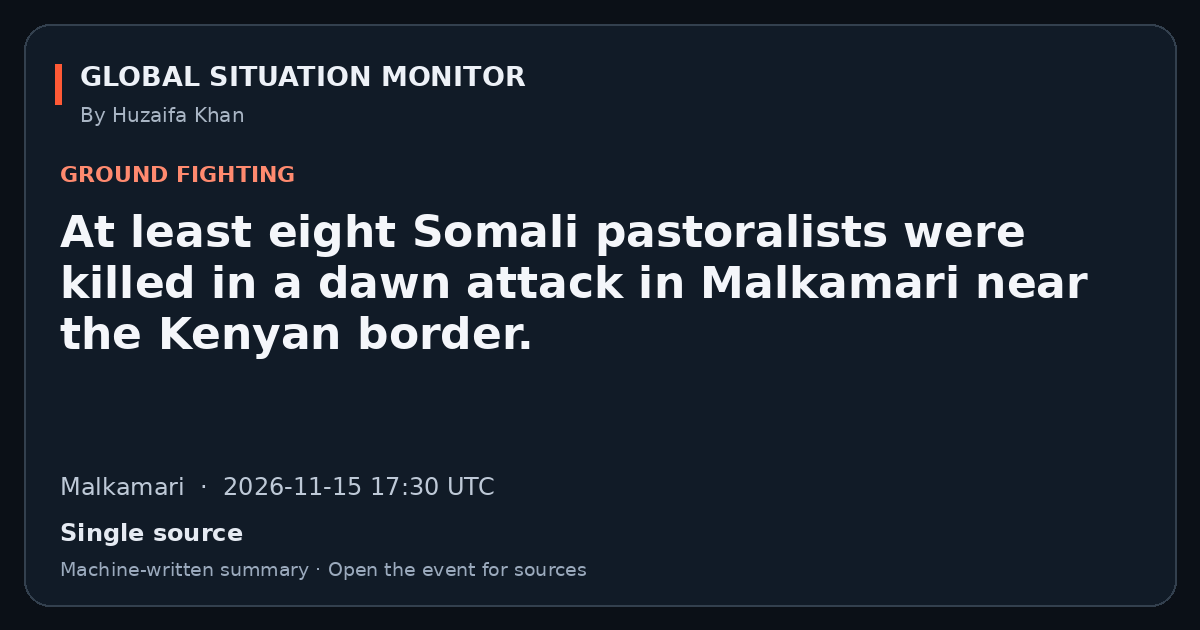 GLOBAL SITUATION MONITOR
By Huzaifa Khan
GROUND FIGHTING
At least eight Somali pastoralists were
killed in a dawn attack in Malkamari near
the Kenyan border.
Malkamari · 2026-11-15 17:30 UTC
Single source
Machine-written summary · Open the event for sources